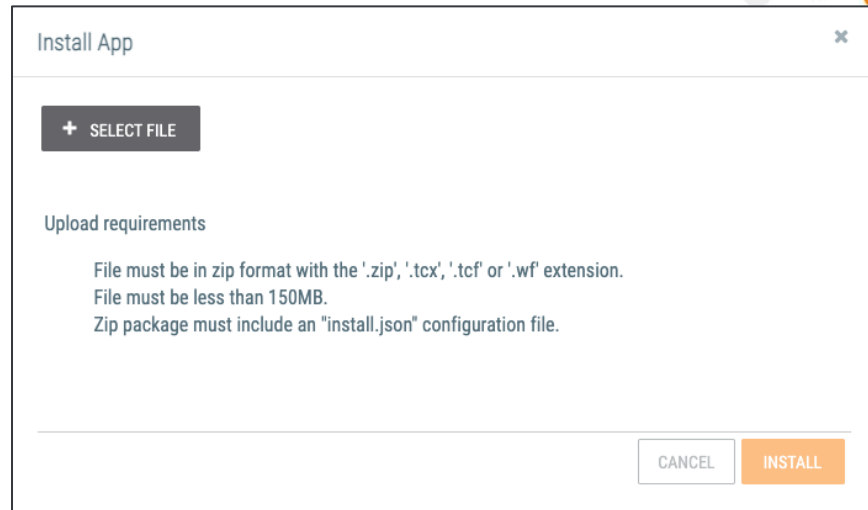 Install App
SELECT FILE
Upload requirements
File must be in zip format with the '.zip', '.tcx', '.tcf' or '.wf' extension.
File must be less than 150MB.
Zip package must include an "install.json" configuration file.
CANCEL
INSTALL